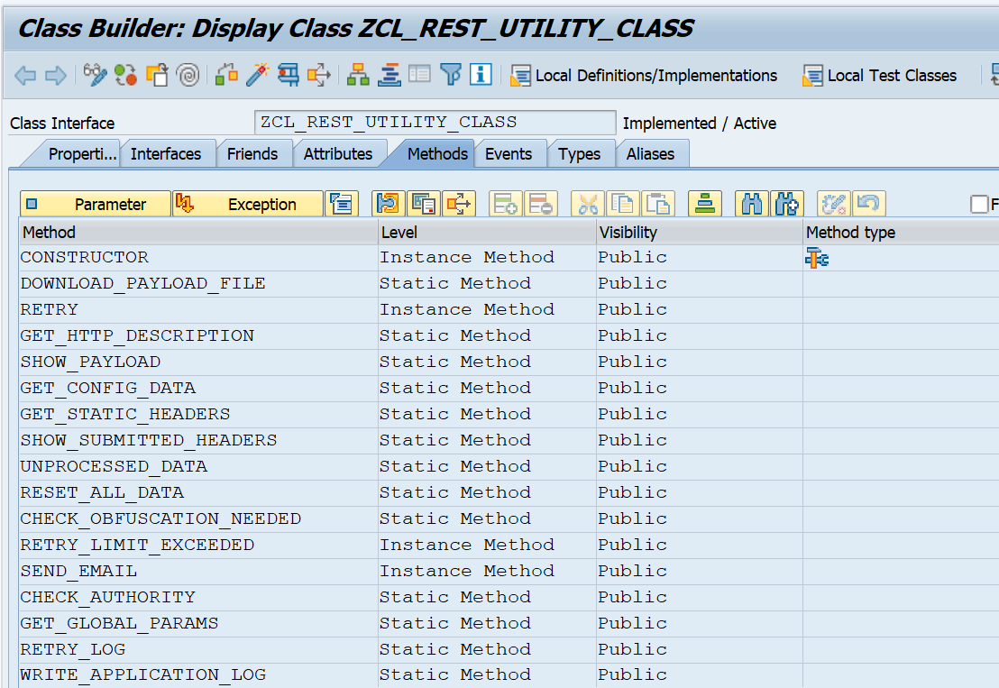 Class Builder: Display Class ZCL_REST_UTILITY_CLASS
Local Definitions/Implementations Local Test Classes
Class Interface ZCL_REST_UTILITY_CLASS Implemented / Active
Properti... Interfaces Friends Attributes Methods Events Types Aliases
Parameter Exception F
Method Level Visibility Method type
CONSTRUCTOR Instance Method Public
DOWNLOAD_PAYLOAD_FILE Static Method Public
RETRY Instance Method Public
GET_HTTP_DESCRIPTION Static Method Public
SHOW_PAYLOAD Static Method Public
GET_CONFIG_DATA Static Method Public
GET_STATIC_HEADERS Static Method Public
SHOW_SUBMITTED_HEADERS Static Method Public
UNPROCESSED_DATA Static Method Public
RESET_ALL_DATA Static Method Public
CHECK_OBFUSCATION_NEEDED Static Method Public
RETRY_LIMIT_EXCEEDED Instance Method Public
SEND_EMAIL Instance Method Public
CHECK_AUTHORITY Static Method Public
GET_GLOBAL_PARAMS Static Method Public
RETRY_LOG Static Method Public
WRITE_APPLICATION_LOG Static Method Public